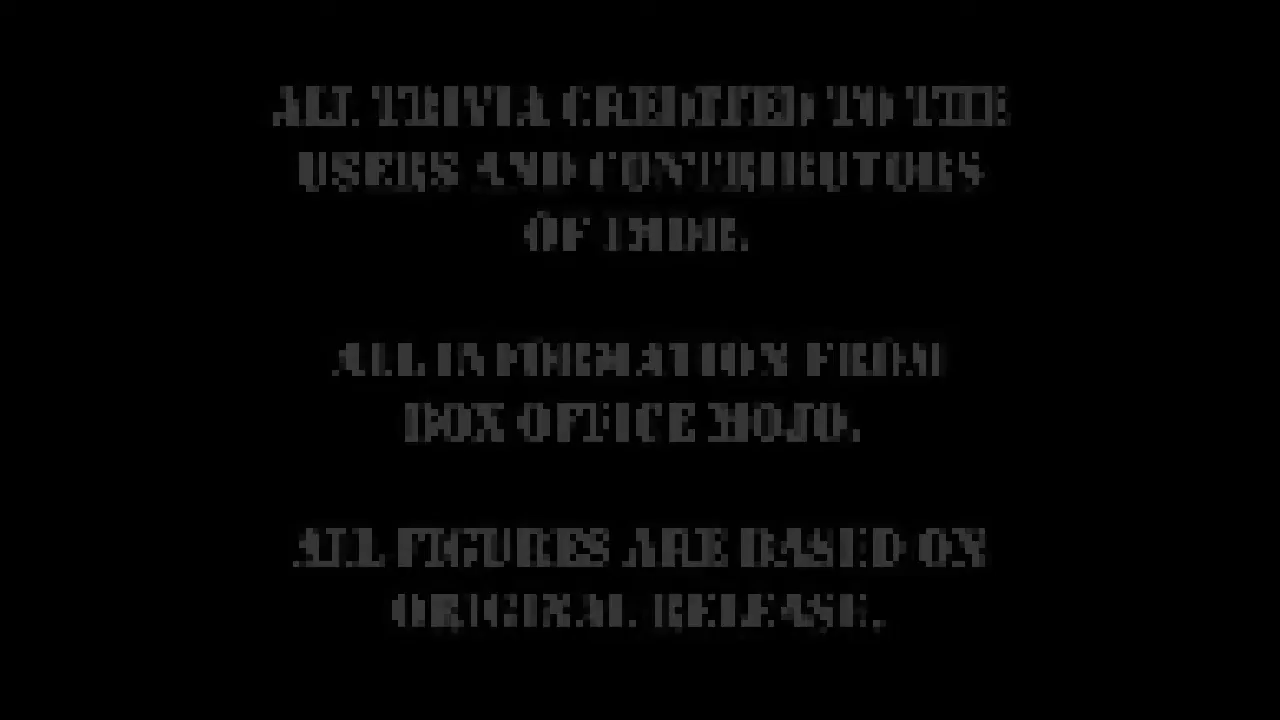 ALL TRIVIA CREDITED TO THE
USERS AND CONTRIBUTORS
OF IMDB.
ALL INFORMATION FROM
BOX OFFICE MOJO.
ALL FIGURES ARE BASED ON
ORIGINAL RELEASE.